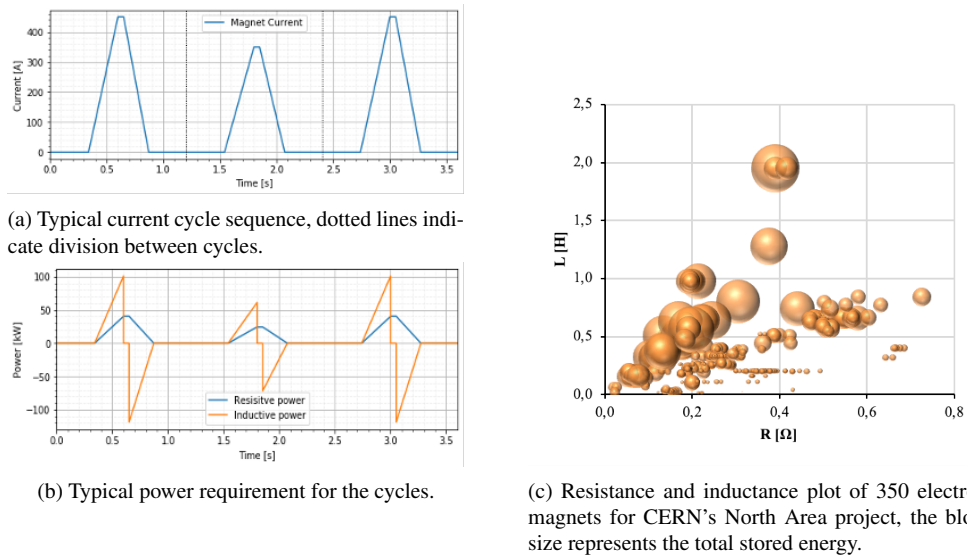 Magnet Current
400
300
200
100
0
Current [A]
0.0 0.5 1.0 1.5 2.0 2.5 3.0 3.5
Time [s]
(a) Typical current cycle sequence, dotted lines indi-
cate division between cycles.
100
50
0
−50
−100
Power [kW]
Resisitve power
Inductive power
0.0 0.5 1.0 1.5 2.0 2.5 3.0 3.5
Time [s]
(b) Typical power requirement for the cycles.
2,5
2,0
1,5
1,0
0,5
0,0
L [H]
0,0 0,2 0,4 0,6 0,8
R [Ω]
(c) Resistance and inductance plot of 350 electro
magnets for CERN's North Area project, the blo
size represents the total stored energy.